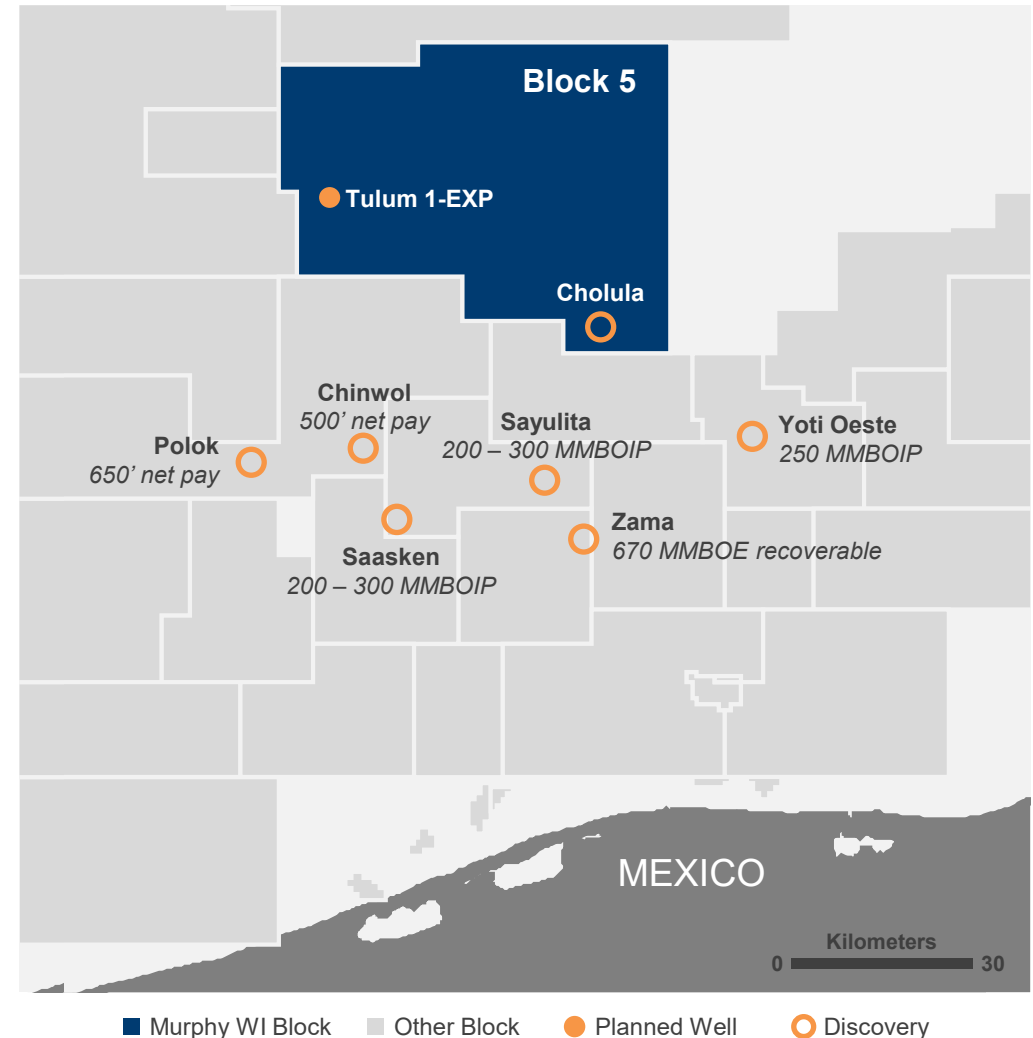 Block 5
Tulum 1-EXP
Cholula
Chinwol
500’ net pay
Sayulita
200 – 300 MMBOIP
Yoti Oeste
250 MMBOIP
Polok
650’ net pay
Zama
670 MMBOE recoverable
Saasken
200 – 300 MMBOIP
MEXICO
Kilometers
0 30
Murphy WI Block Other Block Planned Well Discovery